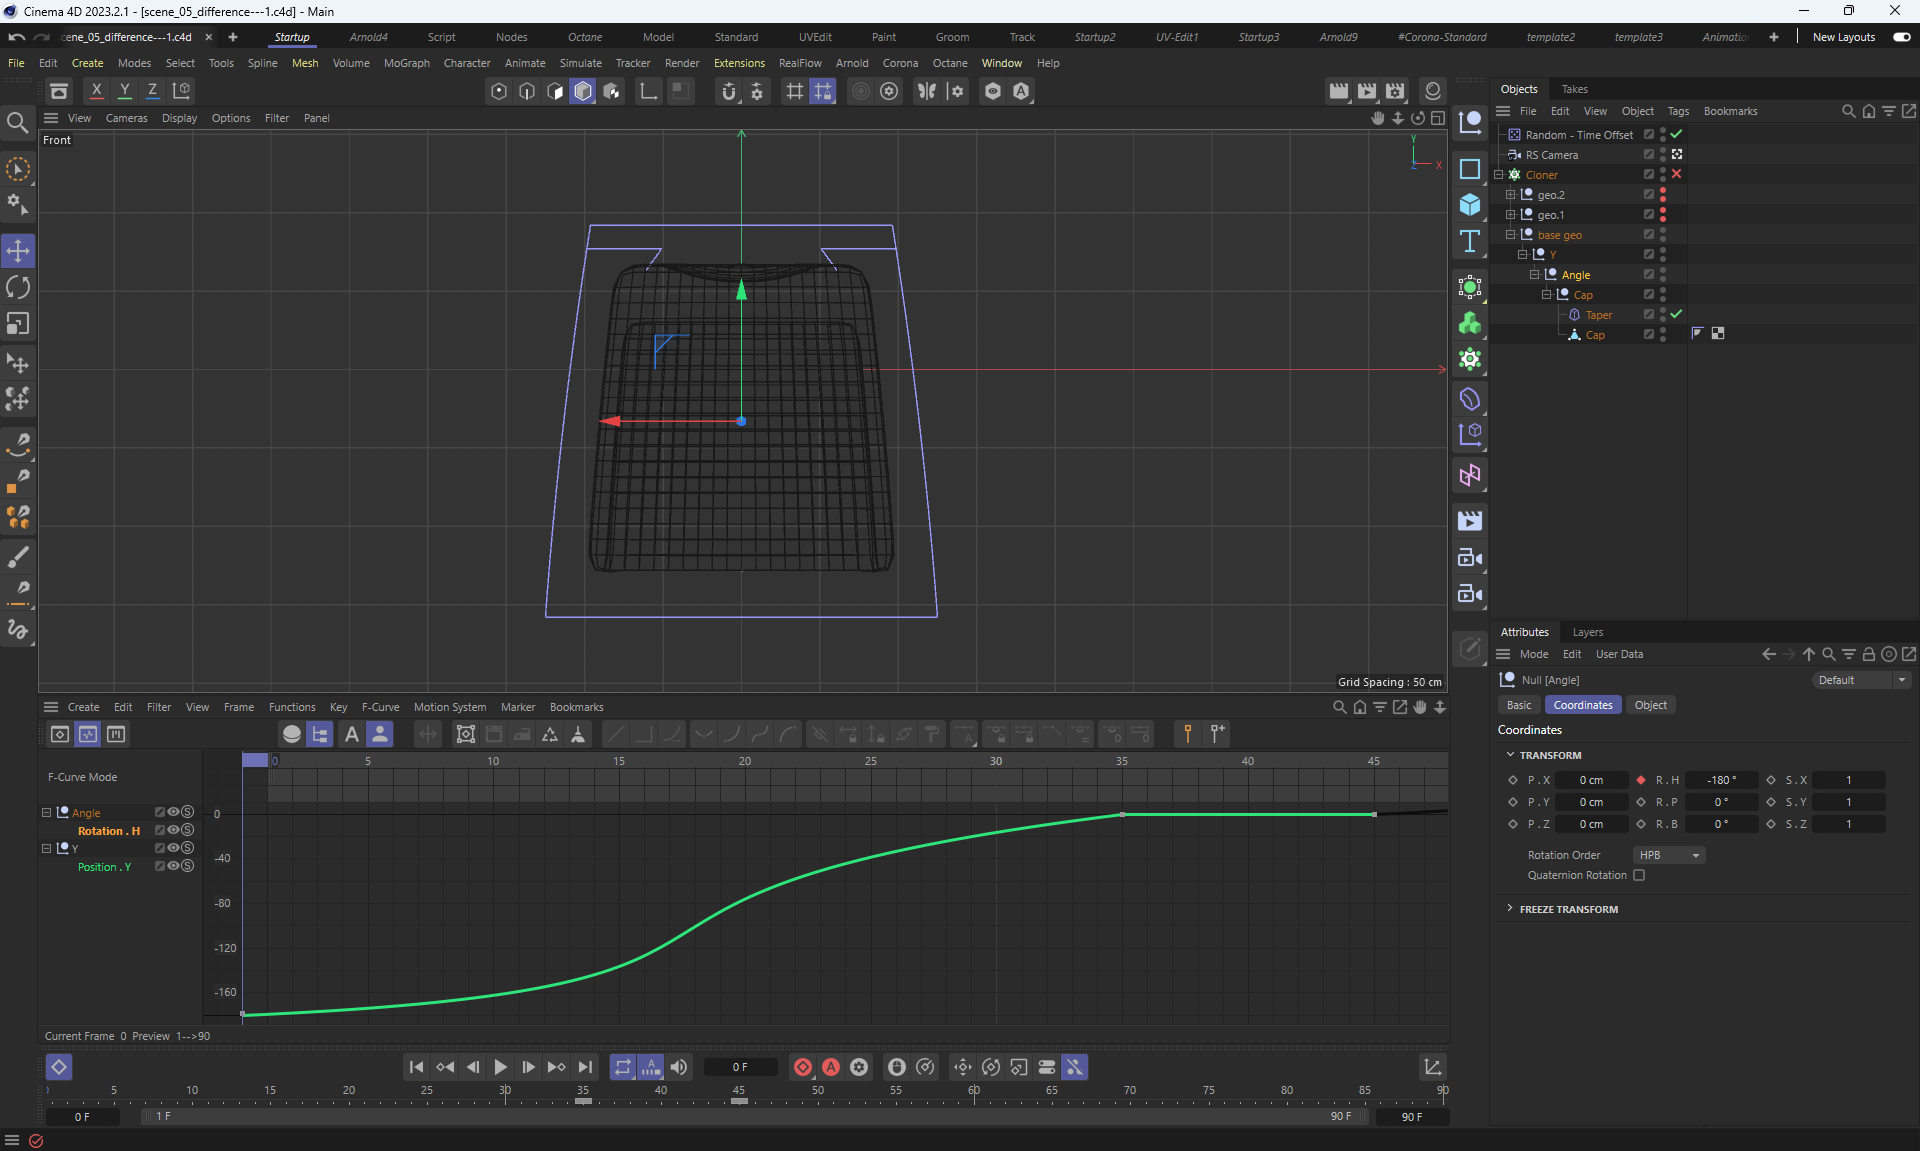 Cinema 4D 2023.2.1 - [scene_05_difference---1.c4d] - Main
cene_05_difference---1.c4d Startup Arnold4 Script Nodes Octane Model Standard UVEdit Paint Groom Track Startup2 UV-Edit1 Startup3 Arnold9 #Corona-Standard template2 template3 Animatio New Layouts
File Edit Create Modes Select Tools Spline Mesh Volume MoGraph Character Animate Simulate Tracker Render Extensions RealFlow Arnold Corona Octane Window Help
X Y Z
View Cameras Display Options Filter Panel
Front
Y
Z X
Grid Spacing : 50 cm
Objects Takes
File Edit View Object Tags Bookmarks
Random - Time Offset
RS Camera
Cloner
geo.2
geo.1
base geo
Y
Angle
Cap
Taper
Cap
Attributes Layers
Mode Edit User Data
Null [Angle] Default
Basic Coordinates Object
Coordinates
TRANSFORM
P . X 0 cm R . H -180 ° S . X 1
P . Y 0 cm R . P 0 ° S . Y 1
P . Z 0 cm R . B 0 ° S . Z 1
Rotation Order HPB
Quaternion Rotation
FREEZE TRANSFORM
Create Edit Filter View Frame Functions Key F-Curve Motion System Marker Bookmarks
0 5 10 15 20 25 30 35 40 45
F-Curve Mode
Angle
Rotation . H
Y
Position . Y
0
-40
-80
-120
-160
Current Frame 0 Preview 1-->90
0 F
5 10 15 20 25 30 35 40 45 50 55 60 65 70 75 80 85 90
0 F 1 F 90 F 90 F